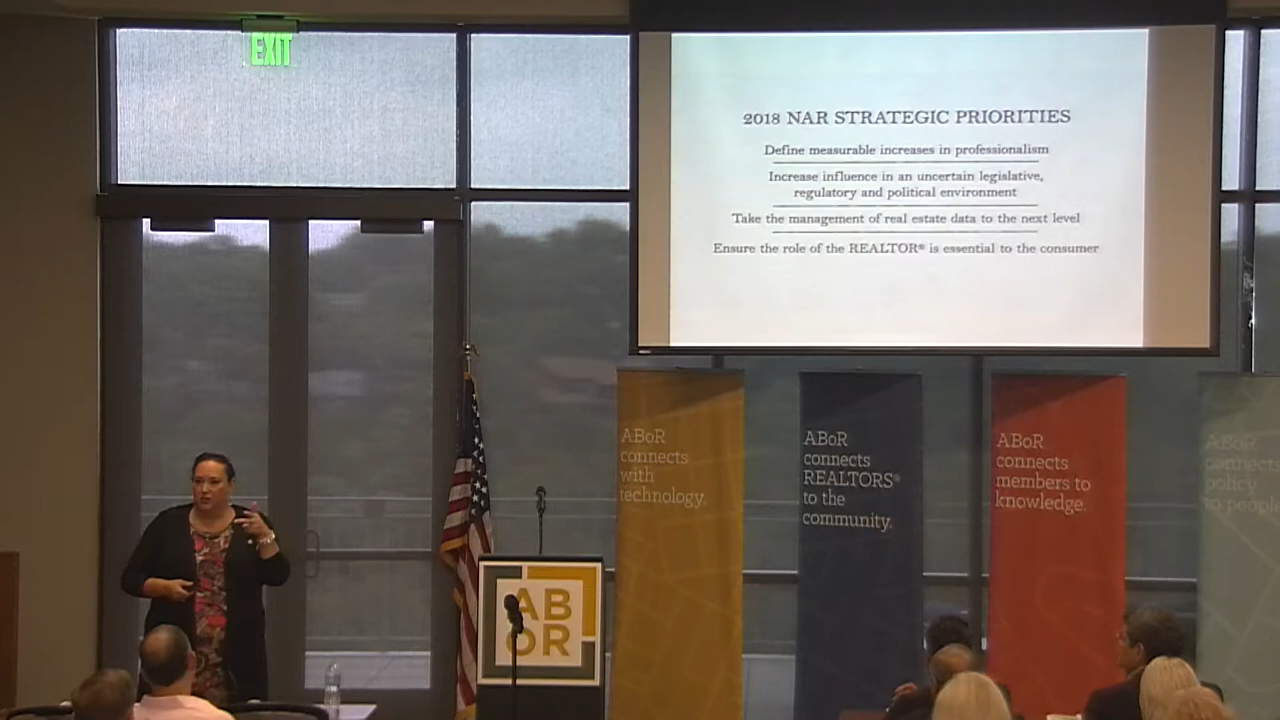 EXIT
2018 NAR STRATEGIC PRIORITIES
Define measurable increases in professionalism
Increase influence in an uncertain legislative,
regulatory and political environment
Take the management of real estate data to the next level
Ensure the role of the REALTOR® is essential to the consumer
ABoR
connects
with
technology.
ABoR
connects
REALTORS®
to the
community.
ABoR
connects
members to
knowledge.
ABoR
connects
policy
to people
AB
OR